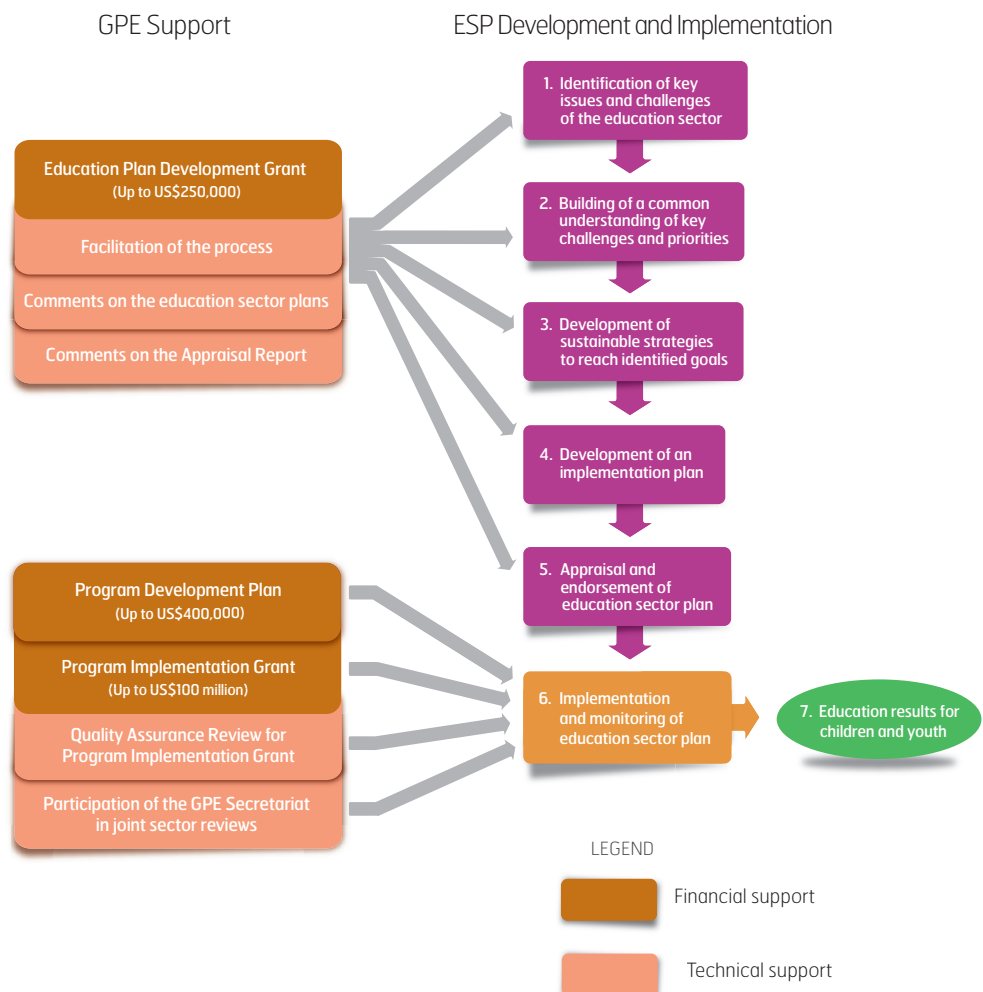 GPE Support
ESP Development and Implementation
Education Plan Development Grant
(Up to US$250,000)
Facilitation of the process
Comments on the education sector plans
Comments on the Appraisal Report
1. Identification of key
issues and challenges
of the education sector
2. Building of a common
understanding of key
challenges and priorities
3. Development of
sustainable strategies
to reach identified goals
4. Development of an
implementation plan
5. Appraisal and
endorsement of
education sector plan
Program Development Plan
(Up to US$400,000)
Program Implementation Grant
(Up to US$100 million)
Quality Assurance Review for
Program Implementation Grant
Participation of the GPE Secretariat
in joint sector reviews
6. Implementation
and monitoring of
education sector plan
7. Education results for
children and youth
LEGEND
Financial support
Technical support